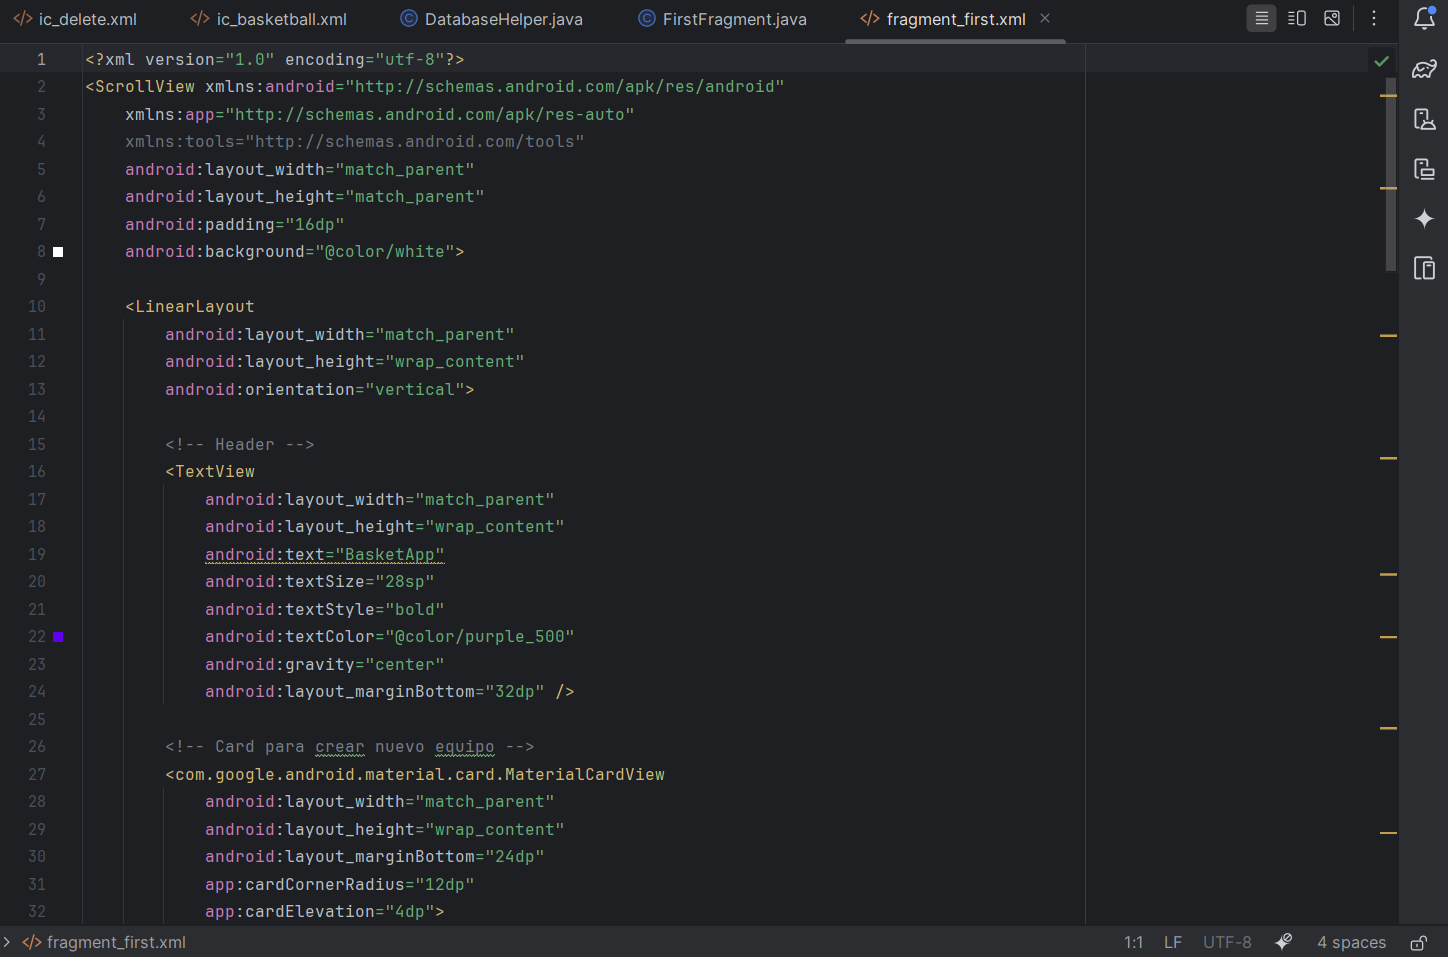 ic_delete.xml ic_basketball.xml DatabaseHelper.java FirstFragment.java fragment_first.xml
1 <?xml version="1.0" encoding="utf-8"?>
2 <ScrollView xmlns:android="http://schemas.android.com/apk/res/android"
3 xmlns:app="http://schemas.android.com/apk/res-auto"
4 xmlns:tools="http://schemas.android.com/tools"
5 android:layout_width="match_parent"
6 android:layout_height="match_parent"
7 android:padding="16dp"
8 android:background="@color/white">
9
10 <LinearLayout
11 android:layout_width="match_parent"
12 android:layout_height="wrap_content"
13 android:orientation="vertical">
14
15 <!-- Header -->
16 <TextView
17 android:layout_width="match_parent"
18 android:layout_height="wrap_content"
19 android:text="BasketApp"
20 android:textSize="28sp"
21 android:textStyle="bold"
22 android:textColor="@color/purple_500"
23 android:gravity="center"
24 android:layout_marginBottom="32dp" />
25
26 <!-- Card para crear nuevo equipo -->
27 <com.google.android.material.card.MaterialCardView
28 android:layout_width="match_parent"
29 android:layout_height="wrap_content"
30 android:layout_marginBottom="24dp"
31 app:cardCornerRadius="12dp"
32 app:cardElevation="4dp">
fragment_first.xml 1:1 LF UTF-8 4 spaces